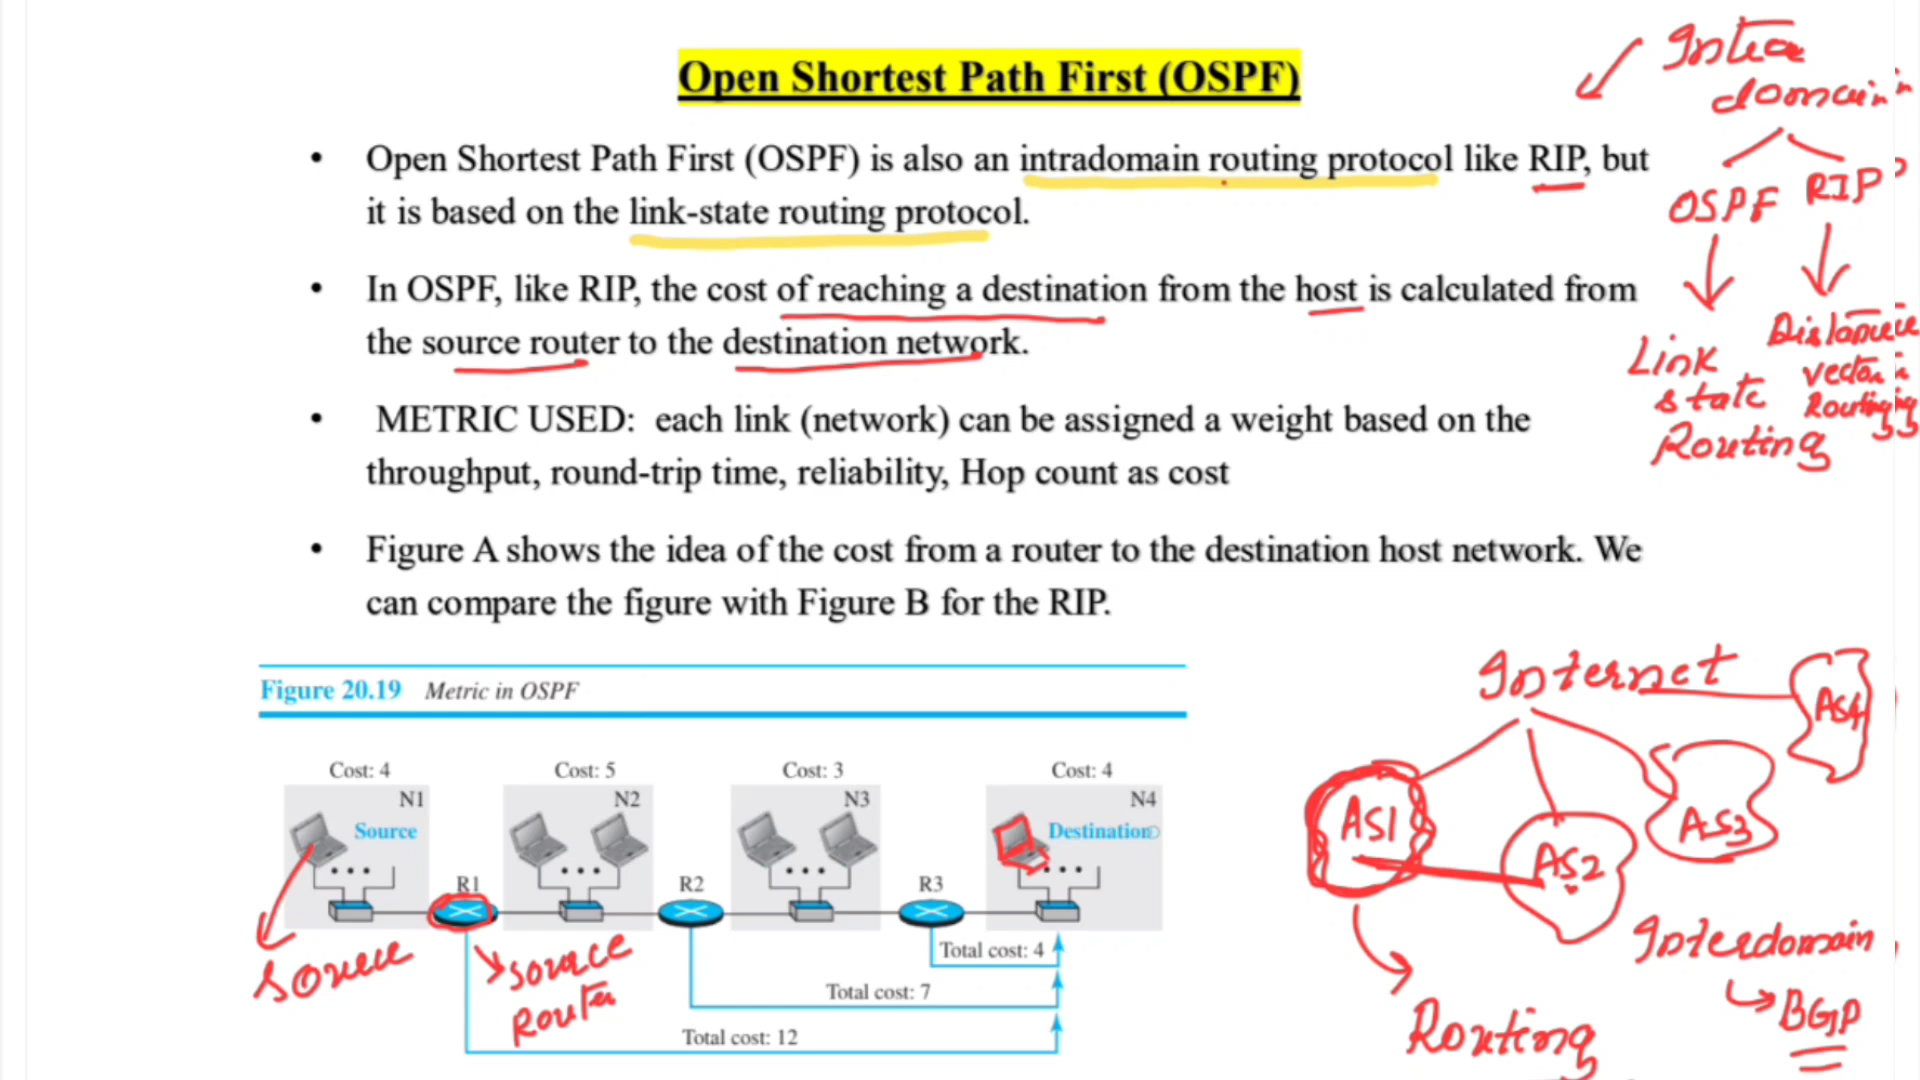 Open Shortest Path First (OSPF)
• Open Shortest Path First (OSPF) is also an intradomain routing protocol like RIP, but
it is based on the link-state routing protocol.
• In OSPF, like RIP, the cost of reaching a destination from the host is calculated from
the source router to the destination network.
• METRIC USED: each link (network) can be assigned a weight based on the
throughput, round-trip time, reliability, Hop count as cost
• Figure A shows the idea of the cost from a router to the destination host network. We
can compare the figure with Figure B for the RIP.
Intra
domain
OSPF RIP
Link
state
Routing
Distance
vector
Routing
Figure 20.19 Metric in OSPF
Cost: 4 Cost: 5 Cost: 3 Cost: 4
N1 N2 N3 N4
Source Destination
R1 R2 R3
Total cost: 4
Total cost: 7
Total cost: 12
Source
Source
Router
Internet
AS4
AS1
AS2
AS3
Interdomain
BGP
Routing